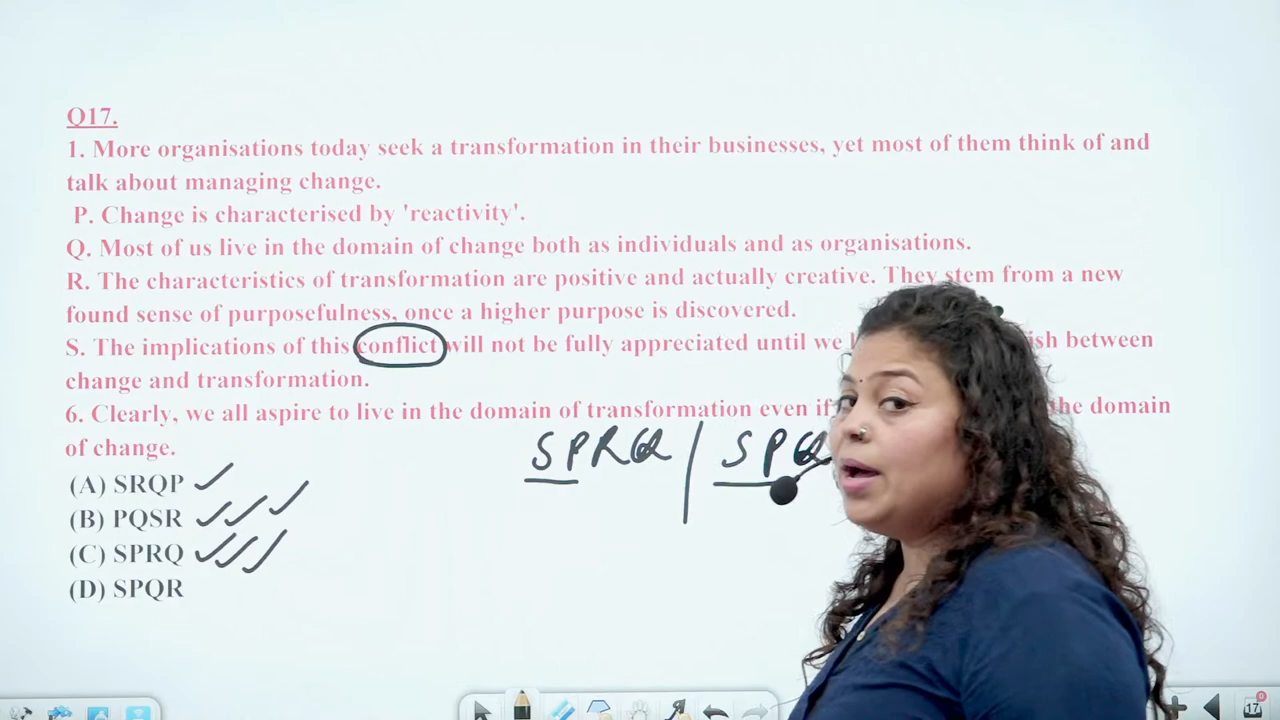 Q17.
1. More organisations today seek a transformation in their businesses, yet most of them think of and
talk about managing change.
P. Change is characterised by 'reactivity'.
Q. Most of us live in the domain of change both as individuals and as organisations.
R. The characteristics of transformation are positive and actually creative. They stem from a new
found sense of purposefulness, once a higher purpose is discovered.
S. The implications of this conflict will not be fully appreciated until we between
change and transformation.
6. Clearly, we all aspire to live in the domain of transformation even if the domain
of change.
SPRQ / SPQ
(A) SRQP
(B) PQSR
(C) SPRQ
(D) SPQR
17